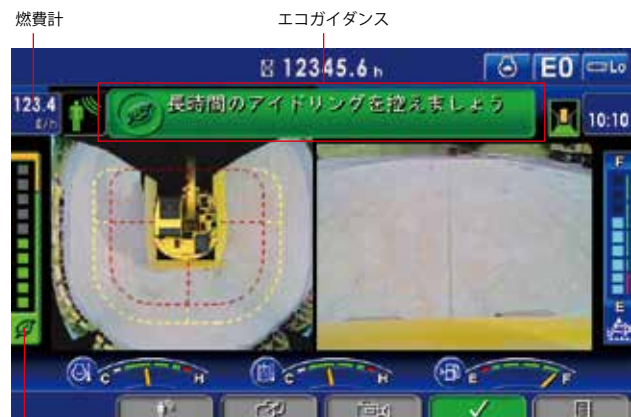 燃費計
エコガイダンス
12345.6 h
E0
Lo
123.4
ℓ/h
長時間のアイドリングを控えましょう
10:10
F
E
C H
C H
E F